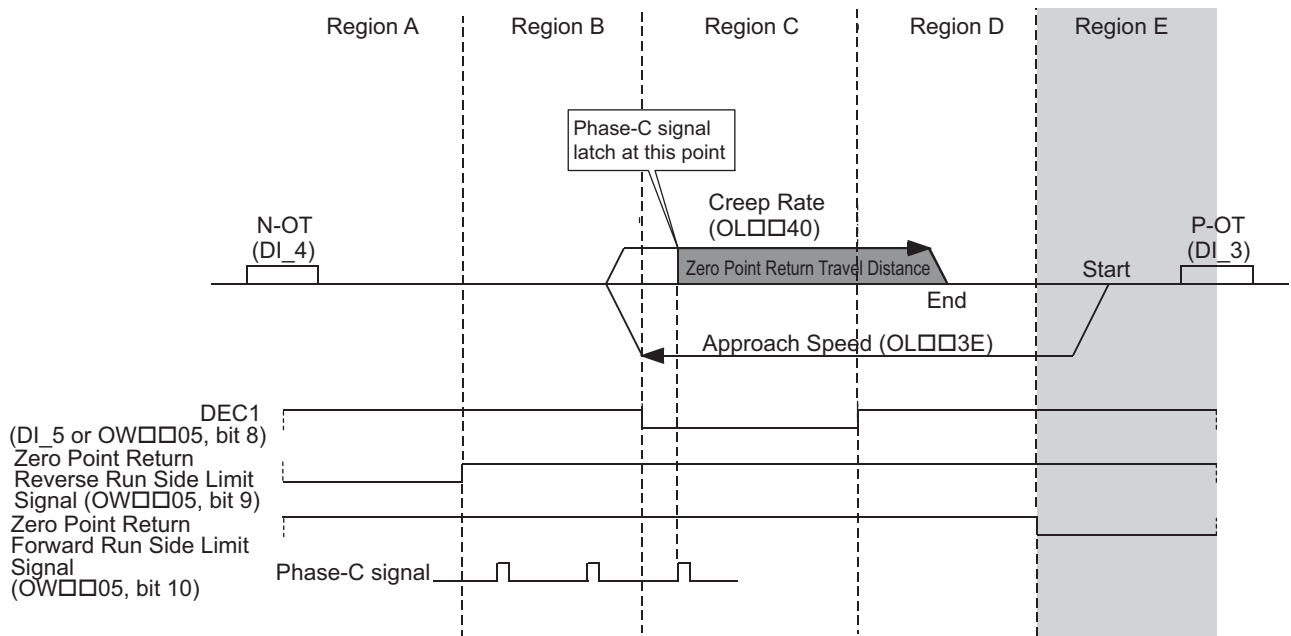 Region A
Region B
Region C
Region D
Region E
Phase-C signal
latch at this point
Creep Rate
(OL□□40)
N-OT
(DI_4)
P-OT
(DI_3)
Zero Point Return Travel Distance
Start
End
Approach Speed (OL□□3E)
DEC1
(DI_5 or OW□□05, bit 8)
Zero Point Return
Reverse Run Side Limit
Signal (OW□□05, bit 9)
Zero Point Return
Forward Run Side Limit
Signal
(OW□□05, bit 10)
Phase-C signal